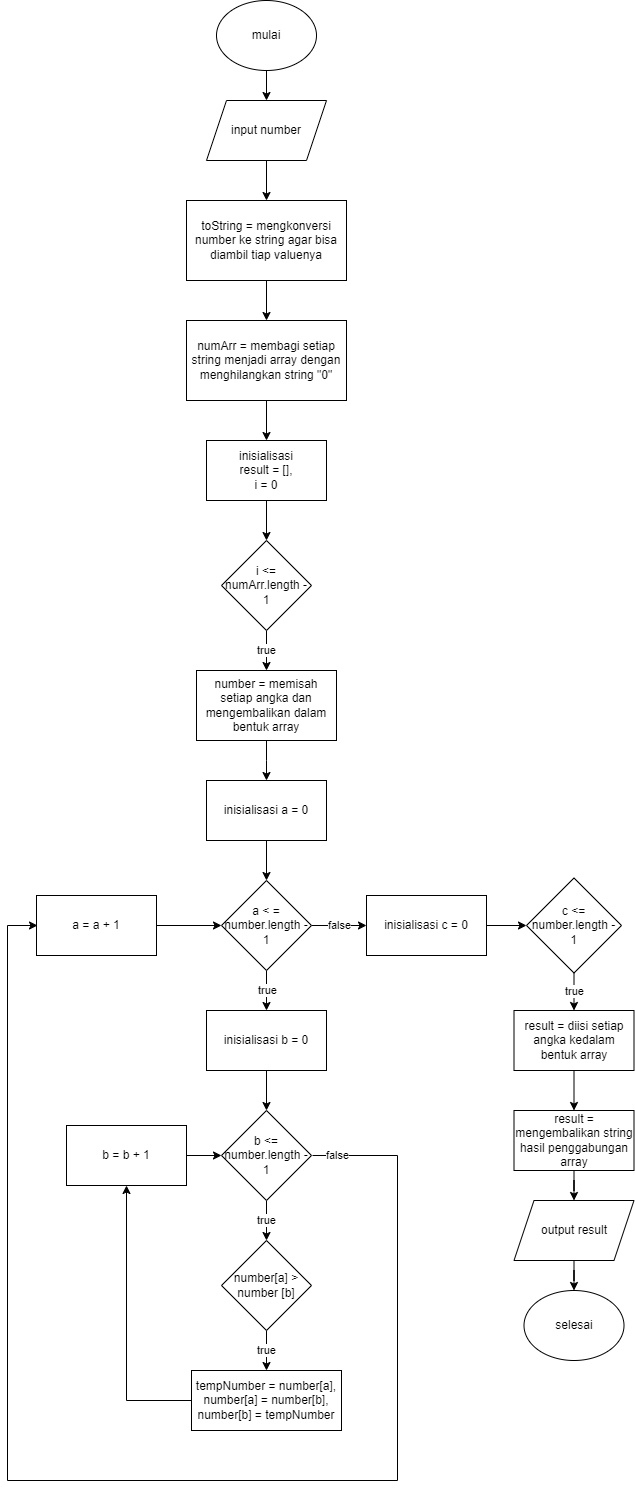 mulai
input number
toString = mengkonversi
number ke string agar bisa
diambil tiap valuenya
numArr = membagi setiap
string menjadi array dengan
menghilangkan string "0"
inisialisasi
result = [],
i = 0
i <=
numArr.length -
1
true
number = memisah
setiap angka dan
mengembalikan dalam
bentuk array
inisialisasi a = 0
a = a + 1
a < =
number.length -
1
false
inisialisasi c = 0
c <=
number.length -
1
true
true
inisialisasi b = 0
result = diisi setiap
angka kedalam
bentuk array
b = b + 1
b <=
number.length -
1
false
result =
mengembalikan string
hasil penggabungan
array
true
output result
number[a] >
number [b]
selesai
true
tempNumber = number[a],
number[a] = number[b],
number[b] = tempNumber